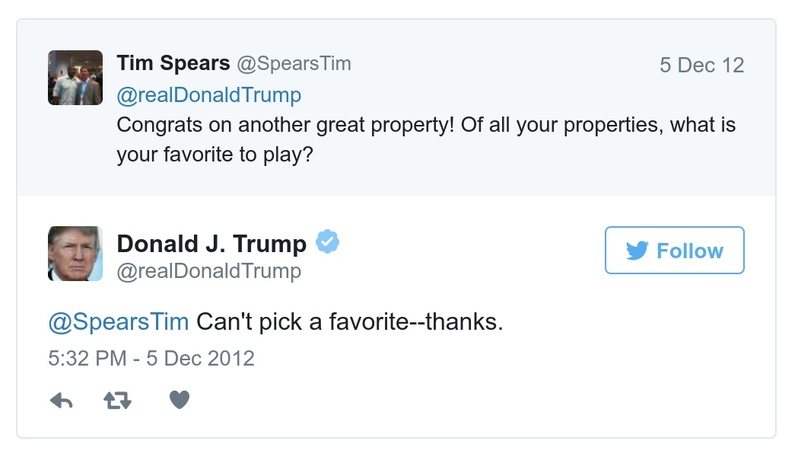 Tim Spears @SpearsTim 5 Dec 12
@realDonaldTrump
Congrats on another great property! Of all your properties, what is
your favorite to play?
Donald J. Trump
Follow
@realDonaldTrump
@SpearsTim Can't pick a favorite--thanks.
5:32 PM - 5 Dec 2012